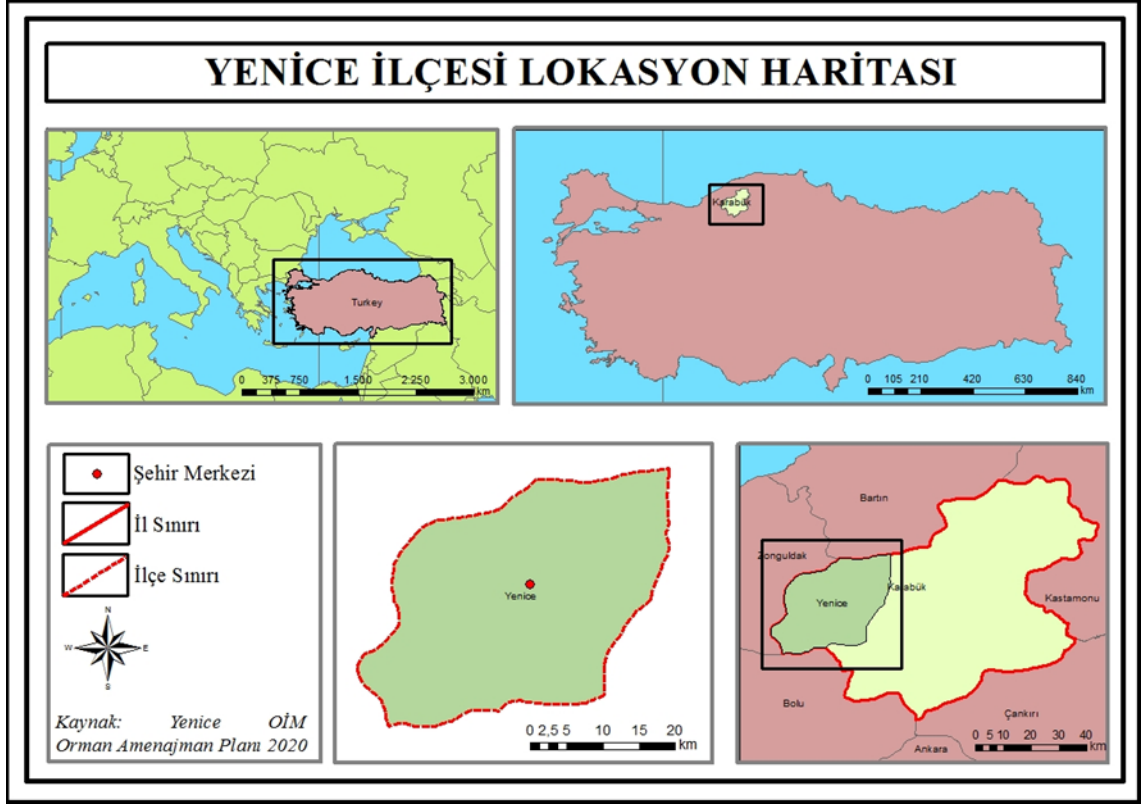 YENİCE İLÇESİ LOKASYON HARİTASI
Turkey
0 375 750 1.500 2.250 3.000
km
Karabük
0 105 210 420 630 840
km
Şehir Merkezi
İl Sınırı
İlçe Sınırı
N
W E
S
Kaynak: Yenice OİM
Orman Amenajman Planı 2020
Yenice
0 2,5 5 10 15 20
km
Bartın
Zonguldak
Karabük
Yenice
Kastamonu
Bolu
Çankırı
Ankara
0 5 10 20 30 40
km